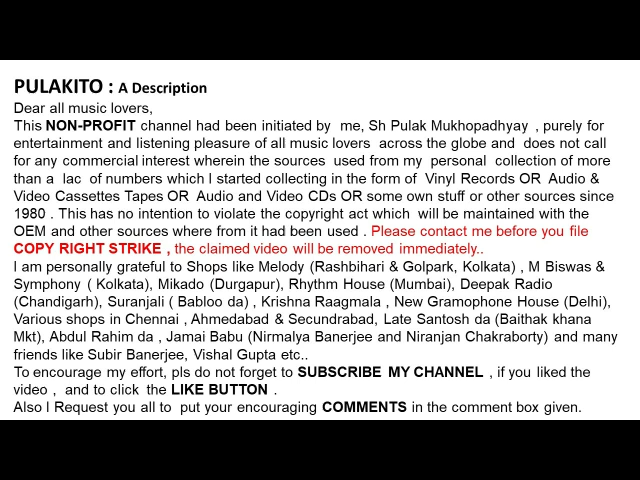 PULAKITO : A Description
Dear all music lovers,
This NON-PROFIT channel had been initiated by me, Sh Pulak Mukhopadhyay , purely for
entertainment and listening pleasure of all music lovers across the globe and does not call
for any commercial interest wherein the sources used from my personal collection of more
than a lac of numbers which I started collecting in the form of Vinyl Records OR Audio &
Video Cassettes Tapes OR Audio and Video CDs OR some own stuff or other sources since
1980 . This has no intention to violate the copyright act which will be maintained with the
OEM and other sources where from it had been used . Please contact me before you file
COPY RIGHT STRIKE , the claimed video will be removed immediately..
I am personally grateful to Shops like Melody (Rashbihari & Golpark, Kolkata) , M Biswas &
Symphony ( Kolkata), Mikado (Durgapur), Rhythm House (Mumbai), Deepak Radio
(Chandigarh), Suranjali ( Babloo da) , Krishna Raagmala , New Gramophone House (Delhi),
Various shops in Chennai , Ahmedabad & Secundrabad, Late Santosh da (Baithak khana
Mkt), Abdul Rahim da , Jamai Babu (Nirmalya Banerjee and Niranjan Chakraborty) and many
friends like Subir Banerjee, Vishal Gupta etc..
To encourage my effort, pls do not forget to SUBSCRIBE MY CHANNEL , if you liked the
video , and to click the LIKE BUTTON .
Also I Request you all to put your encouraging COMMENTS in the comment box given.